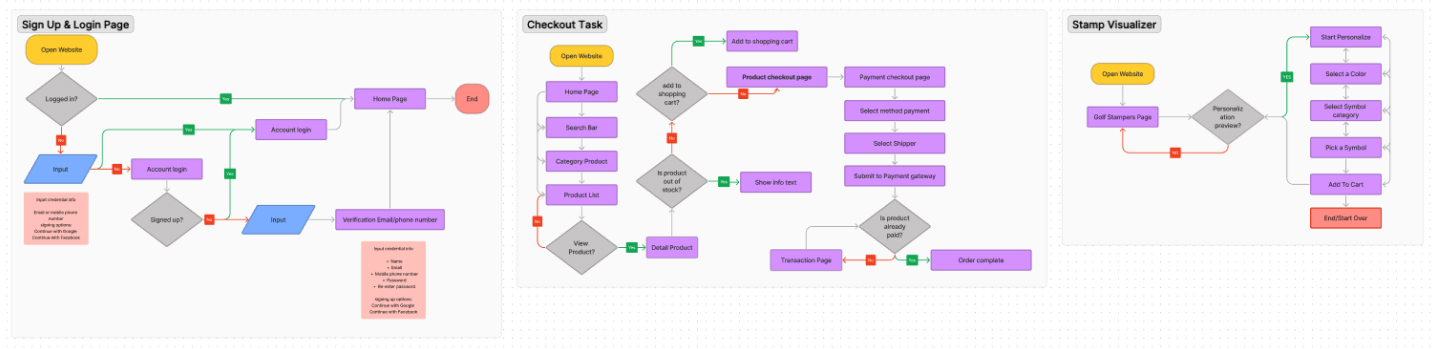 Sign Up & Login Page
Open Website
Logged in?
Yes
Home Page
End
No
Yes
Account login
Input
No
Account login
Yes
Signed up?
No
Input
Verification Email/phone number
Input credential info
Email or mobile phone
number
signing options:
Continue with Google
Continue with Facebook
Input credential info
+ Name
+ Email
+ Mobile phone number
+ Password
+ Re-enter password
signing up options:
Continue with Google
Continue with Facebook
Checkout Task
Open Website
Home Page
Search Bar
Category Product
Product List
No
View
Product?
Yes
Detail Product
Is product
out of
stock?
Yes
Show info text
No
add to
shopping
cart?
Yes
Add to shopping cart
No
Product checkout page
Payment checkout page
Select method payment
Select Shipper
Submit to Payment gateway
Is product
already
paid?
No
Transaction Page
Yes
Order complete
Stamp Visualizer
Open Website
Golf Stampers Page
Personaliz
ation
preview?
NO
YES
Start Personalize
Select a Color
Select Symbol
category
Pick a Symbol
Add To Cart
End/Start Over